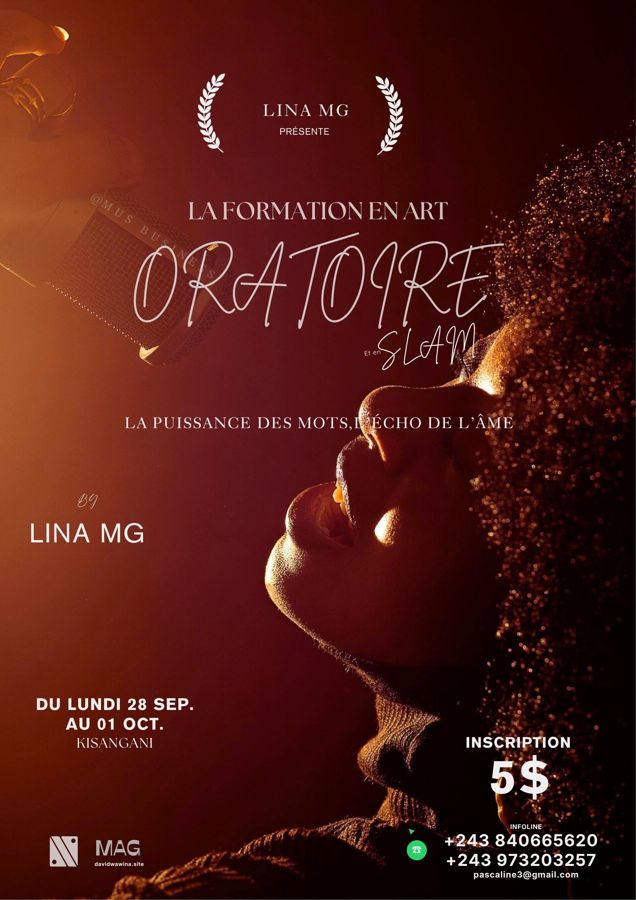 LINA MG
PRÉSENTE
LA FORMATION EN ART
@MUS BUSINESS
ORATOIRE
Et en SLAM
LA PUISSANCE DES MOTS,L'ÉCHO DE L'ÂME
BY
LINA MG
DU LUNDI 28 SEP.
AU 01 OCT.
KISANGANI
INSCRIPTION
5$
INFOLINE
+243 840665620
+243 973203257
pascaline3@gmail.com
MAG
davidwawina.site